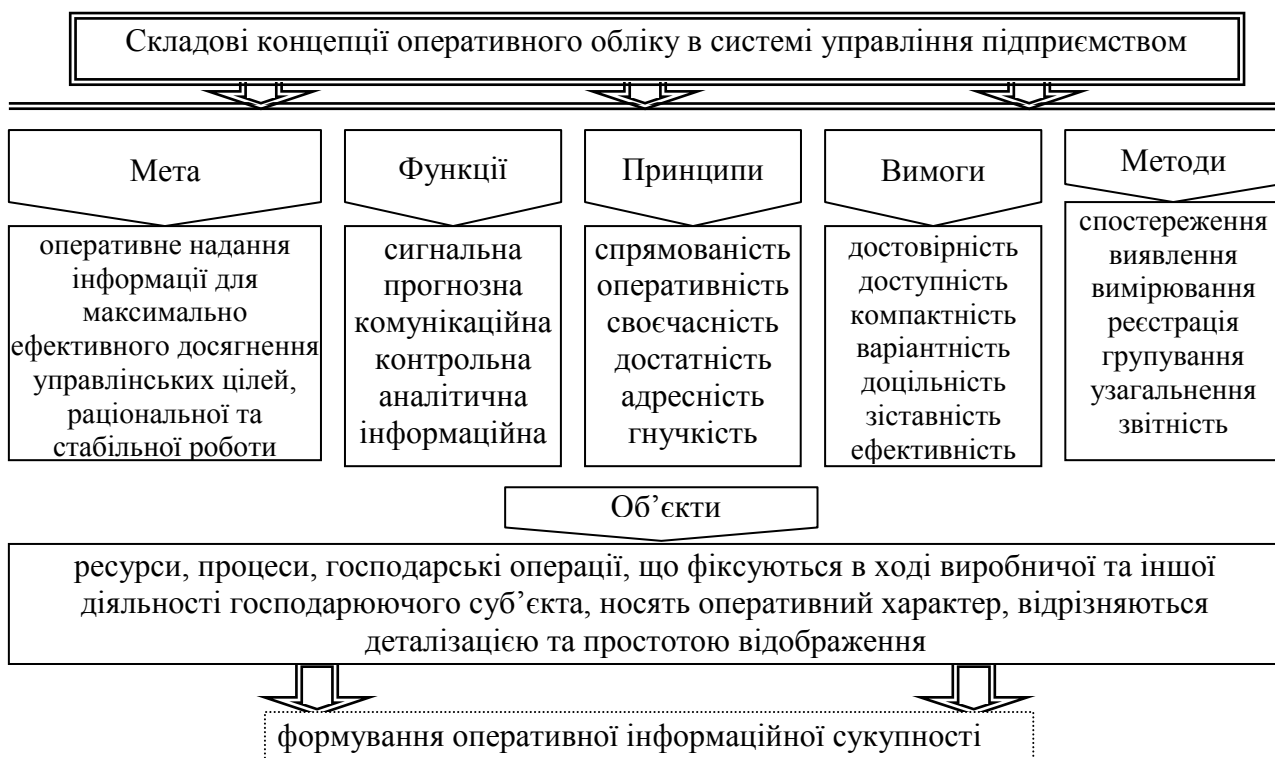 Складові концепції оперативного обліку в системі управління підприємством
Мета
оперативне надання
інформації для
максимально
ефективного досягнення
управлінських цілей,
раціональної та
стабільної роботи
Функції
сигнальна
прогнозна
комунікаційна
контрольна
аналітична
інформаційна
Принципи
спрямованість
оперативність
своєчасність
достатність
адресність
гнучкість
Вимоги
достовірність
доступність
компактність
варіантність
доцільність
зіставність
ефективність
Методи
спостереження
виявлення
вимірювання
реєстрація
групування
узагальнення
звітність
Об’єкти
ресурси, процеси, господарські операції, що фіксуються в ході виробничої та іншої
діяльності господарюючого суб’єкта, носять оперативний характер, відрізняються
деталізацією та простотою відображення
формування оперативної інформаційної сукупності